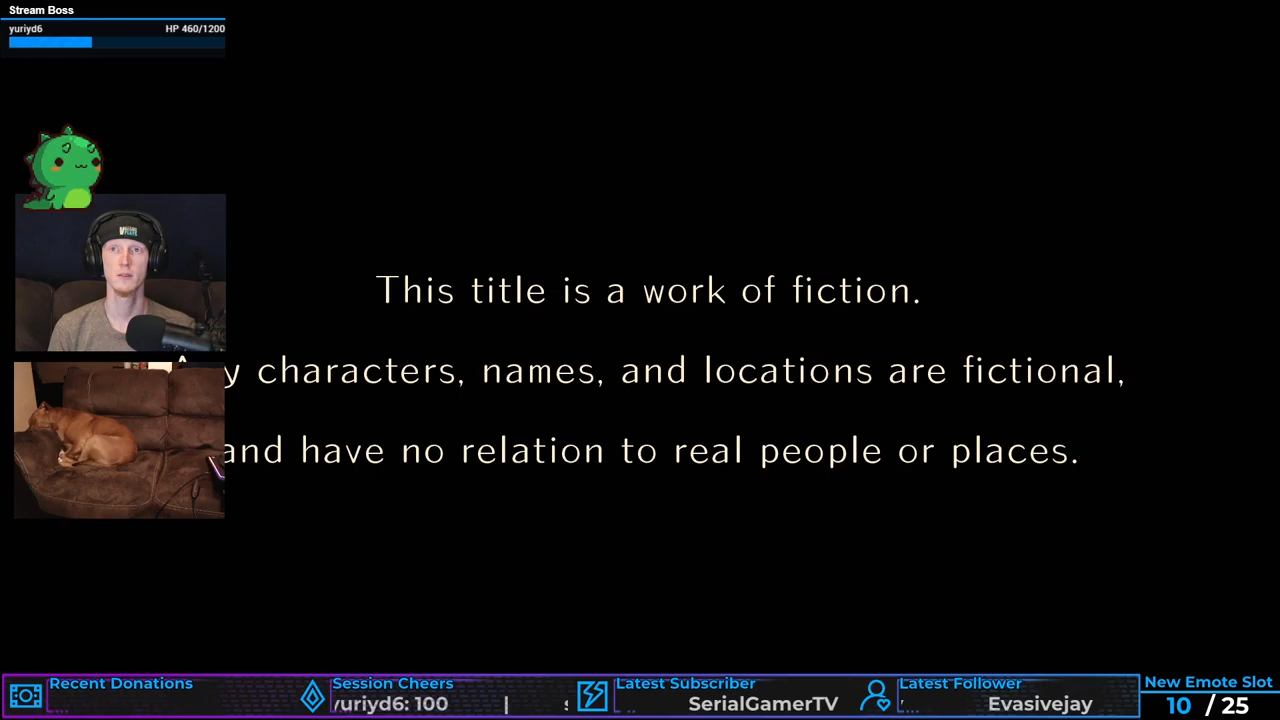 Stream Boss
yuriyd6 HP 460/1200
This title is a work of fiction.
characters, names, and locations are fictional,
and have no relation to real people or places.
Recent Donations
Session Cheers
yuriyd6: 100 |
Latest Subscriber
SerialGamerTV
Latest Follower
Evasivejay
New Emote Slot
10 / 25